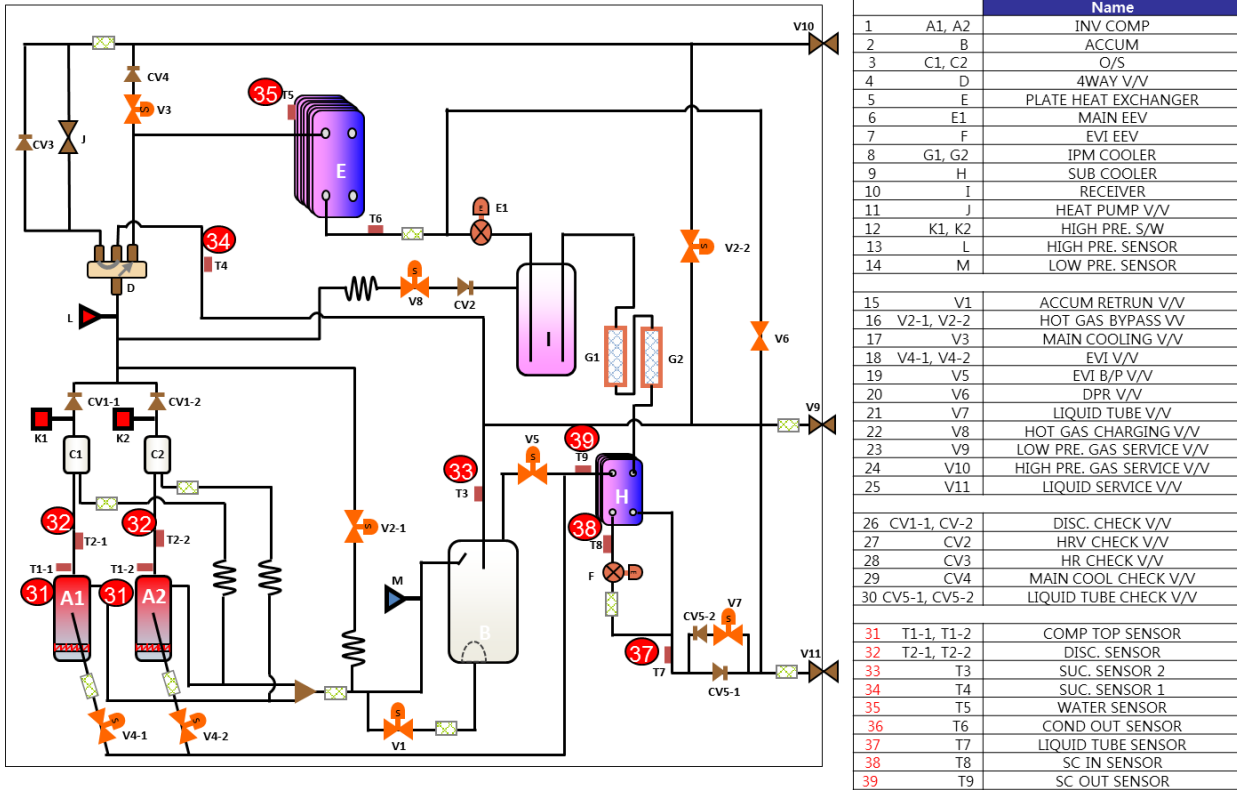 V10
CV4
V3
CV3
J
35
T5
E
E1
T6
34
T4
D
L
V8
CV2
I
V2-2
V6
G1
G2
K1
CV1-1
K2
CV1-2
C1
C2
V5
39
T9
V9
33
T3
H
32
T2-1
32
T2-2
V2-1
38
T8
T1-1
T1-2
31
A1
31
A2
M
F
B
CV5-2
V7
37
T7
CV5-1
V11
V4-1
V4-2
V1
Name
1 A1, A2 INV COMP
2 B ACCUM
3 C1, C2 O/S
4 D 4WAY V/V
5 E PLATE HEAT EXCHANGER
6 E1 MAIN EEV
7 F EVI EEV
8 G1, G2 IPM COOLER
9 H SUB COOLER
10 I RECEIVER
11 J HEAT PUMP V/V
12 K1, K2 HIGH PRE. S/W
13 L HIGH PRE. SENSOR
14 M LOW PRE. SENSOR
15 V1 ACCUM RETRUN V/V
16 V2-1, V2-2 HOT GAS BYPASS VV
17 V3 MAIN COOLING V/V
18 V4-1, V4-2 EVI V/V
19 V5 EVI B/P V/V
20 V6 DPR V/V
21 V7 LIQUID TUBE V/V
22 V8 HOT GAS CHARGING V/V
23 V9 LOW PRE. GAS SERVICE V/V
24 V10 HIGH PRE. GAS SERVICE V/V
25 V11 LIQUID SERVICE V/V
26 CV1-1, CV-2 DISC. CHECK V/V
27 CV2 HRV CHECK V/V
28 CV3 HR CHECK V/V
29 CV4 MAIN COOL CHECK V/V
30 CV5-1, CV5-2 LIQUID TUBE CHECK V/V
31 T1-1, T1-2 COMP TOP SENSOR
32 T2-1, T2-2 DISC. SENSOR
33 T3 SUC. SENSOR 2
34 T4 SUC. SENSOR 1
35 T5 WATER SENSOR
36 T6 COND OUT SENSOR
37 T7 LIQUID TUBE SENSOR
38 T8 SC IN SENSOR
39 T9 SC OUT SENSOR